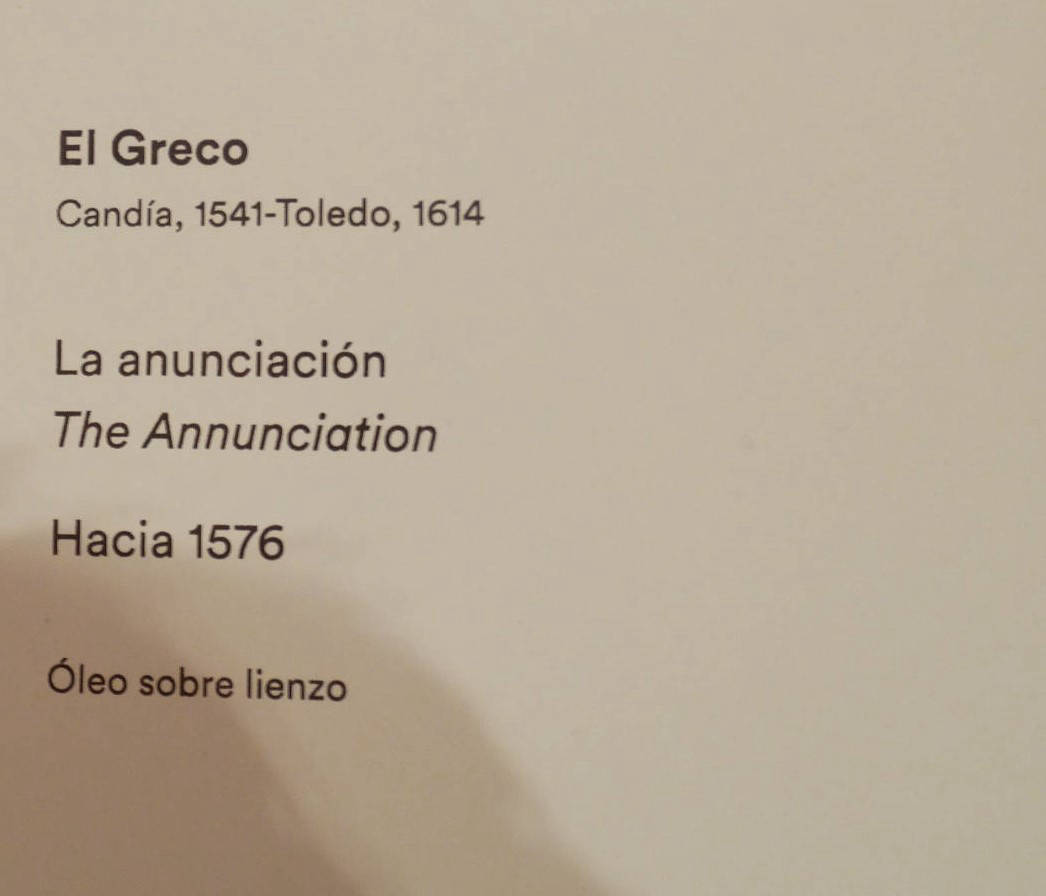 El Greco
Candía, 1541-Toledo, 1614
La anunciación
The Annunciation
Hacia 1576
Óleo sobre lienzo